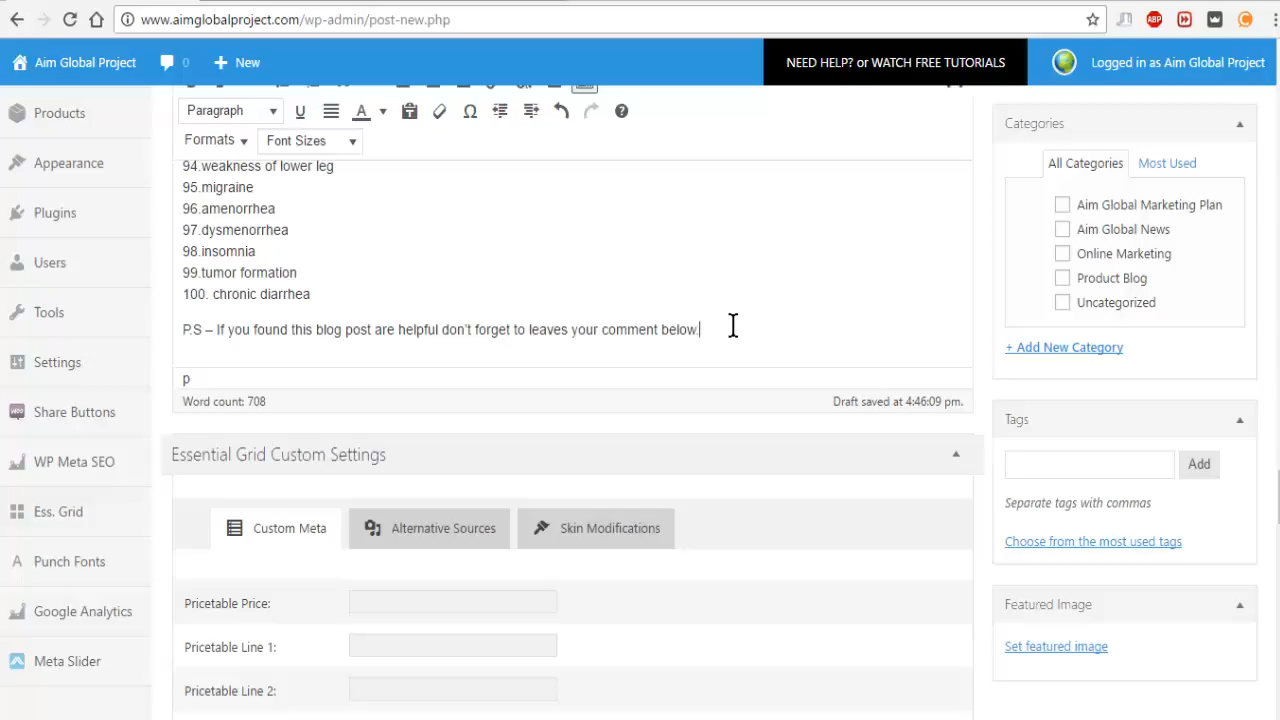 www.aimglobalproject.com/wp-admin/post-new.php
ABP
Aim Global Project
0
New
NEED HELP? or WATCH FREE TUTORIALS
Logged in as Aim Global Project
Products
Appearance
Plugins
Users
Tools
Settings
Share Buttons
WP Meta SEO
Ess. Grid
Punch Fonts
Google Analytics
Meta Slider
Paragraph
Formats
Font Sizes
94.weakness of lower leg
95.migraine
96.amenorrhea
97.dysmenorrhea
98.insomnia
99.tumor formation
100. chronic diarrhea
P.S – If you found this blog post are helpful don't forget to leaves your comment below.
p
Word count: 708
Draft saved at 4:46:09 pm.
Essential Grid Custom Settings
Custom Meta
Alternative Sources
Skin Modifications
Pricetable Price:
Pricetable Line 1:
Pricetable Line 2:
Categories
All Categories
Most Used
Aim Global Marketing Plan
Aim Global News
Online Marketing
Product Blog
Uncategorized
+ Add New Category
Tags
Add
Separate tags with commas
Choose from the most used tags
Featured Image
Set featured image